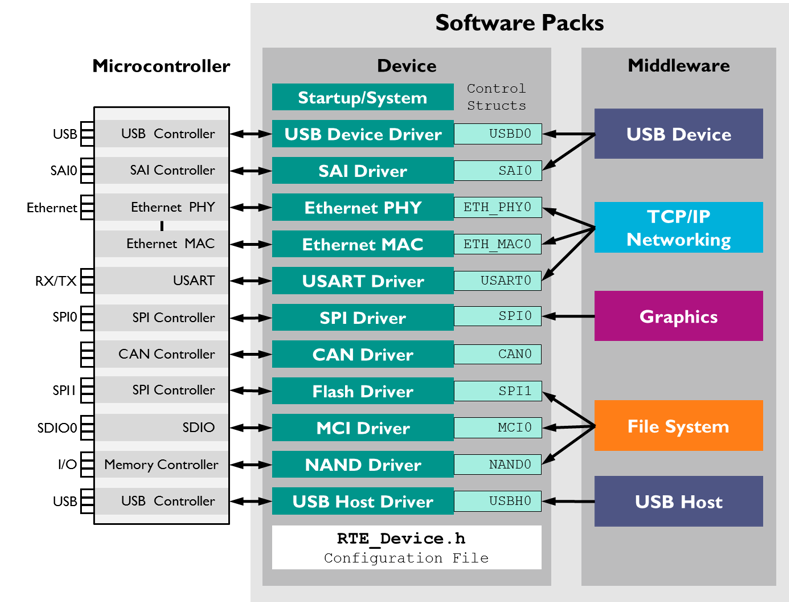 Software Packs
Microcontroller
Device
Middleware
Startup/System
Control
Structs
USB
USB Controller
USB Device Driver
USBD0
USB Device
SAI0
SAI Controller
SAI Driver
SAI0
Ethernet
Ethernet PHY
Ethernet PHY
ETH_PHY0
TCP/IP
Networking
Ethernet MAC
Ethernet MAC
ETH_MAC0
RX/TX
USART
USART Driver
USART0
SPI0
SPI Controller
SPI Driver
SPI0
Graphics
CAN Controller
CAN Driver
CAN0
SPI1
SPI Controller
Flash Driver
SPI1
SDIO0
SDIO
MCI Driver
MCI0
File System
I/O
Memory Controller
NAND Driver
NAND0
USB
USB Controller
USB Host Driver
USBH0
USB Host
RTE_Device.h
Configuration File